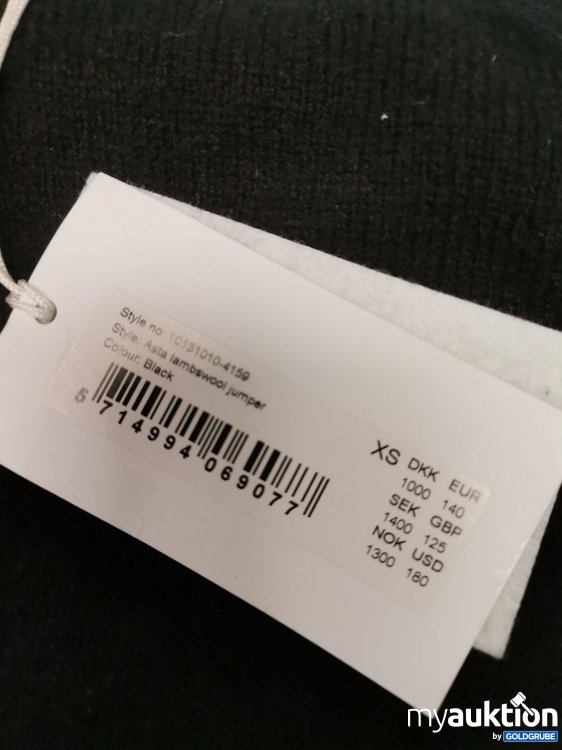 Style no: 10131010-4159
Style: Asta lambswool jumper
Colour: Black
5 714994 069077
XS DKK EUR
1000 140
SEK GBP
1400 125
NOK USD
1300 180
myauktion
by GOLDGRUBE